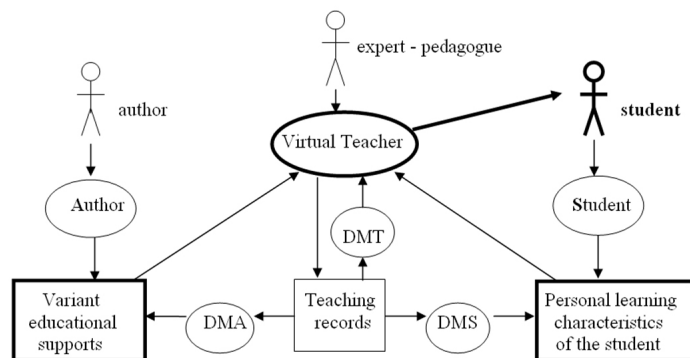 expert - pedagogue
author
student
Virtual Teacher
Author
Student
DMT
Variant
educational
supports
DMA
Teaching
records
DMS
Personal learning
characteristics
of the student